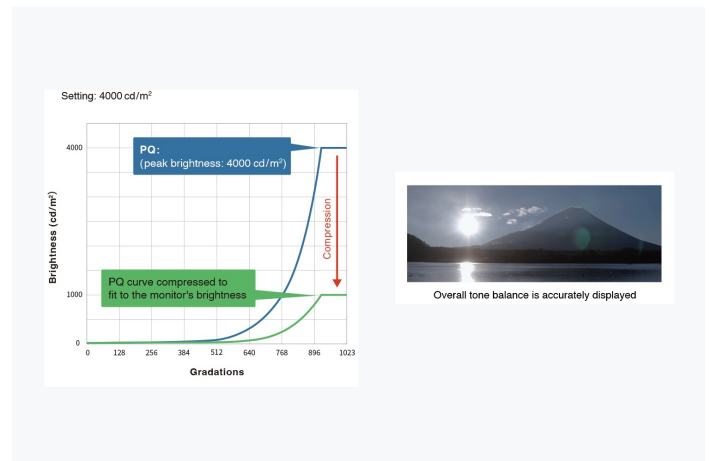 Setting: 4000 cd/m²
PQ:
(peak brightness: 4000 cd/m²)
Compression
PQ curve compressed to
fit to the monitor's brightness
Brightness (cd/m²)
4000
1000
0
0 128 256 384 512 640 768 896 1023
Gradations
Overall tone balance is accurately displayed